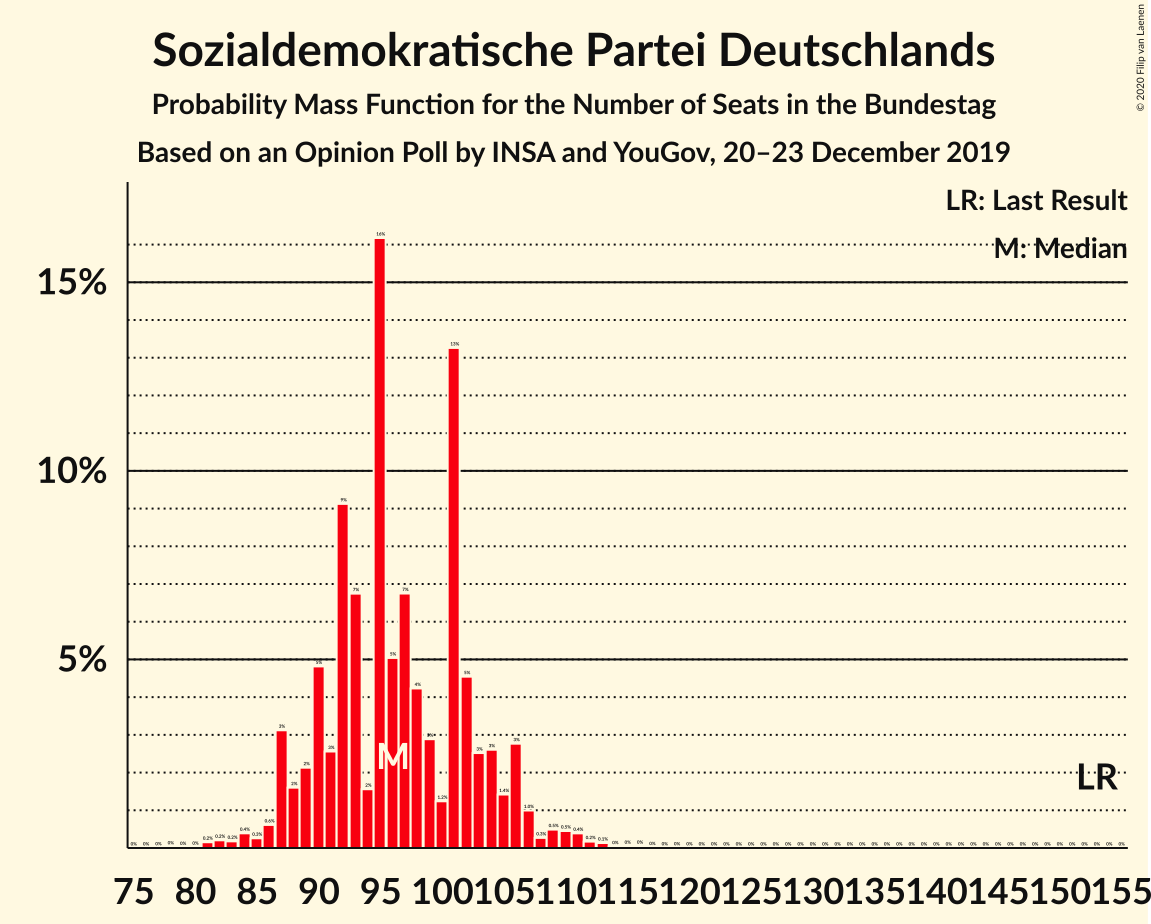 Sozialdemokratische Partei Deutschlands
Probability Mass Function for the Number of Seats in the Bundestag
Based on an Opinion Poll by INSA and YouGov, 20–23 December 2019
© 2020 Filip van Laenen
LR: Last Result
M: Median
15%
10%
5%
16%
13%
9%
7%
7%
5%
5%
5%
4%
M
LR
75 80 85 90 95 100 105 110 115 120 125 130 135 140 145 150 155